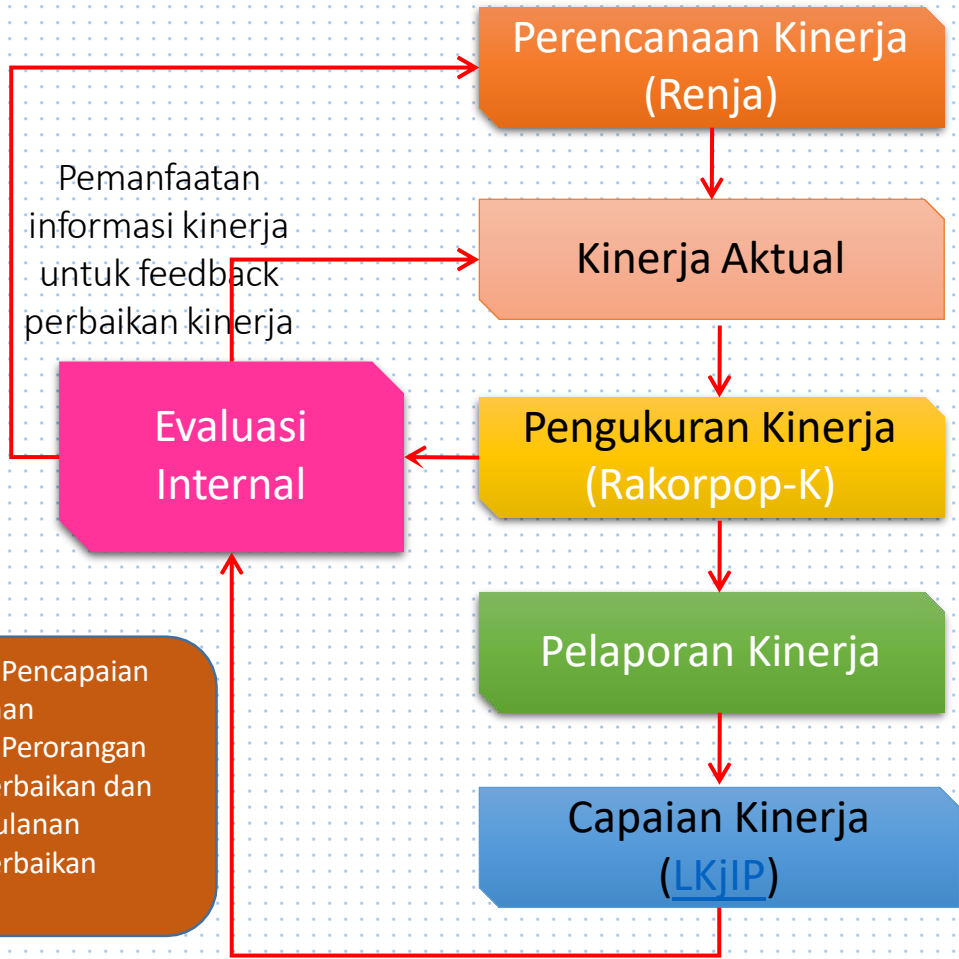 Perencanaan Kinerja
(Renja)
Pemanfaatan
informasi kinerja
untuk feedback
perbaikan kinerja
Kinerja Aktual
Evaluasi
Internal
Pengukuran Kinerja
(Rakorpop-K)
Pelaporan Kinerja
Pencapaian
Perorangan
dan
Capaian Kinerja
(LKjIP)